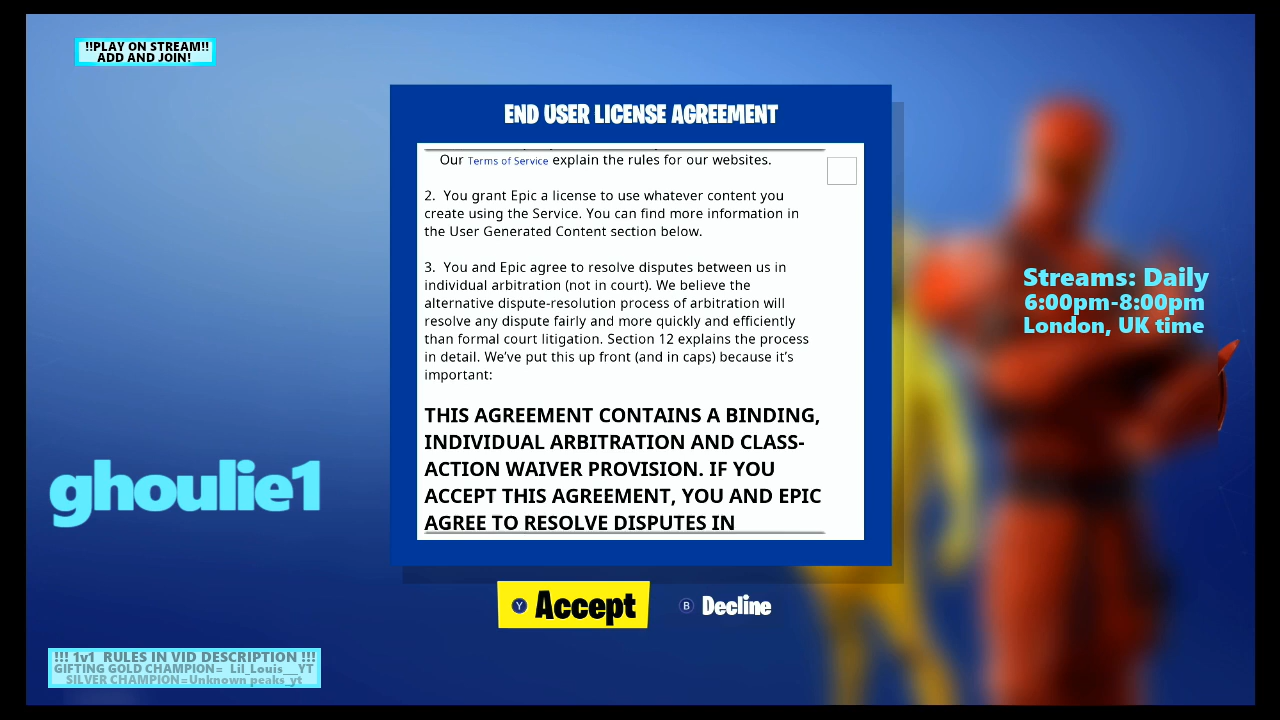 !!PLAY ON STREAM!!
ADD AND JOIN!
END USER LICENSE AGREEMENT
Our Terms of Service explain the rules for our websites.
2. You grant Epic a license to use whatever content you
create using the Service. You can find more information in
the User Generated Content section below.
3. You and Epic agree to resolve disputes between us in
individual arbitration (not in court). We believe the
alternative dispute-resolution process of arbitration will
resolve any dispute fairly and more quickly and efficiently
than formal court litigation. Section 12 explains the process
in detail. We’ve put this up front (and in caps) because it’s
important:
THIS AGREEMENT CONTAINS A BINDING,
INDIVIDUAL ARBITRATION AND CLASS-
ACTION WAIVER PROVISION. IF YOU
ACCEPT THIS AGREEMENT, YOU AND EPIC
AGREE TO RESOLVE DISPUTES IN
Streams: Daily
6:00pm-8:00pm
London, UK time
ghoulie1
Y Accept B Decline
!!! 1v1 RULES IN VID DESCRIPTION !!!
GIFTING GOLD CHAMPION= Lil_Louis__YT
SILVER CHAMPION=Unknown peaks_yt